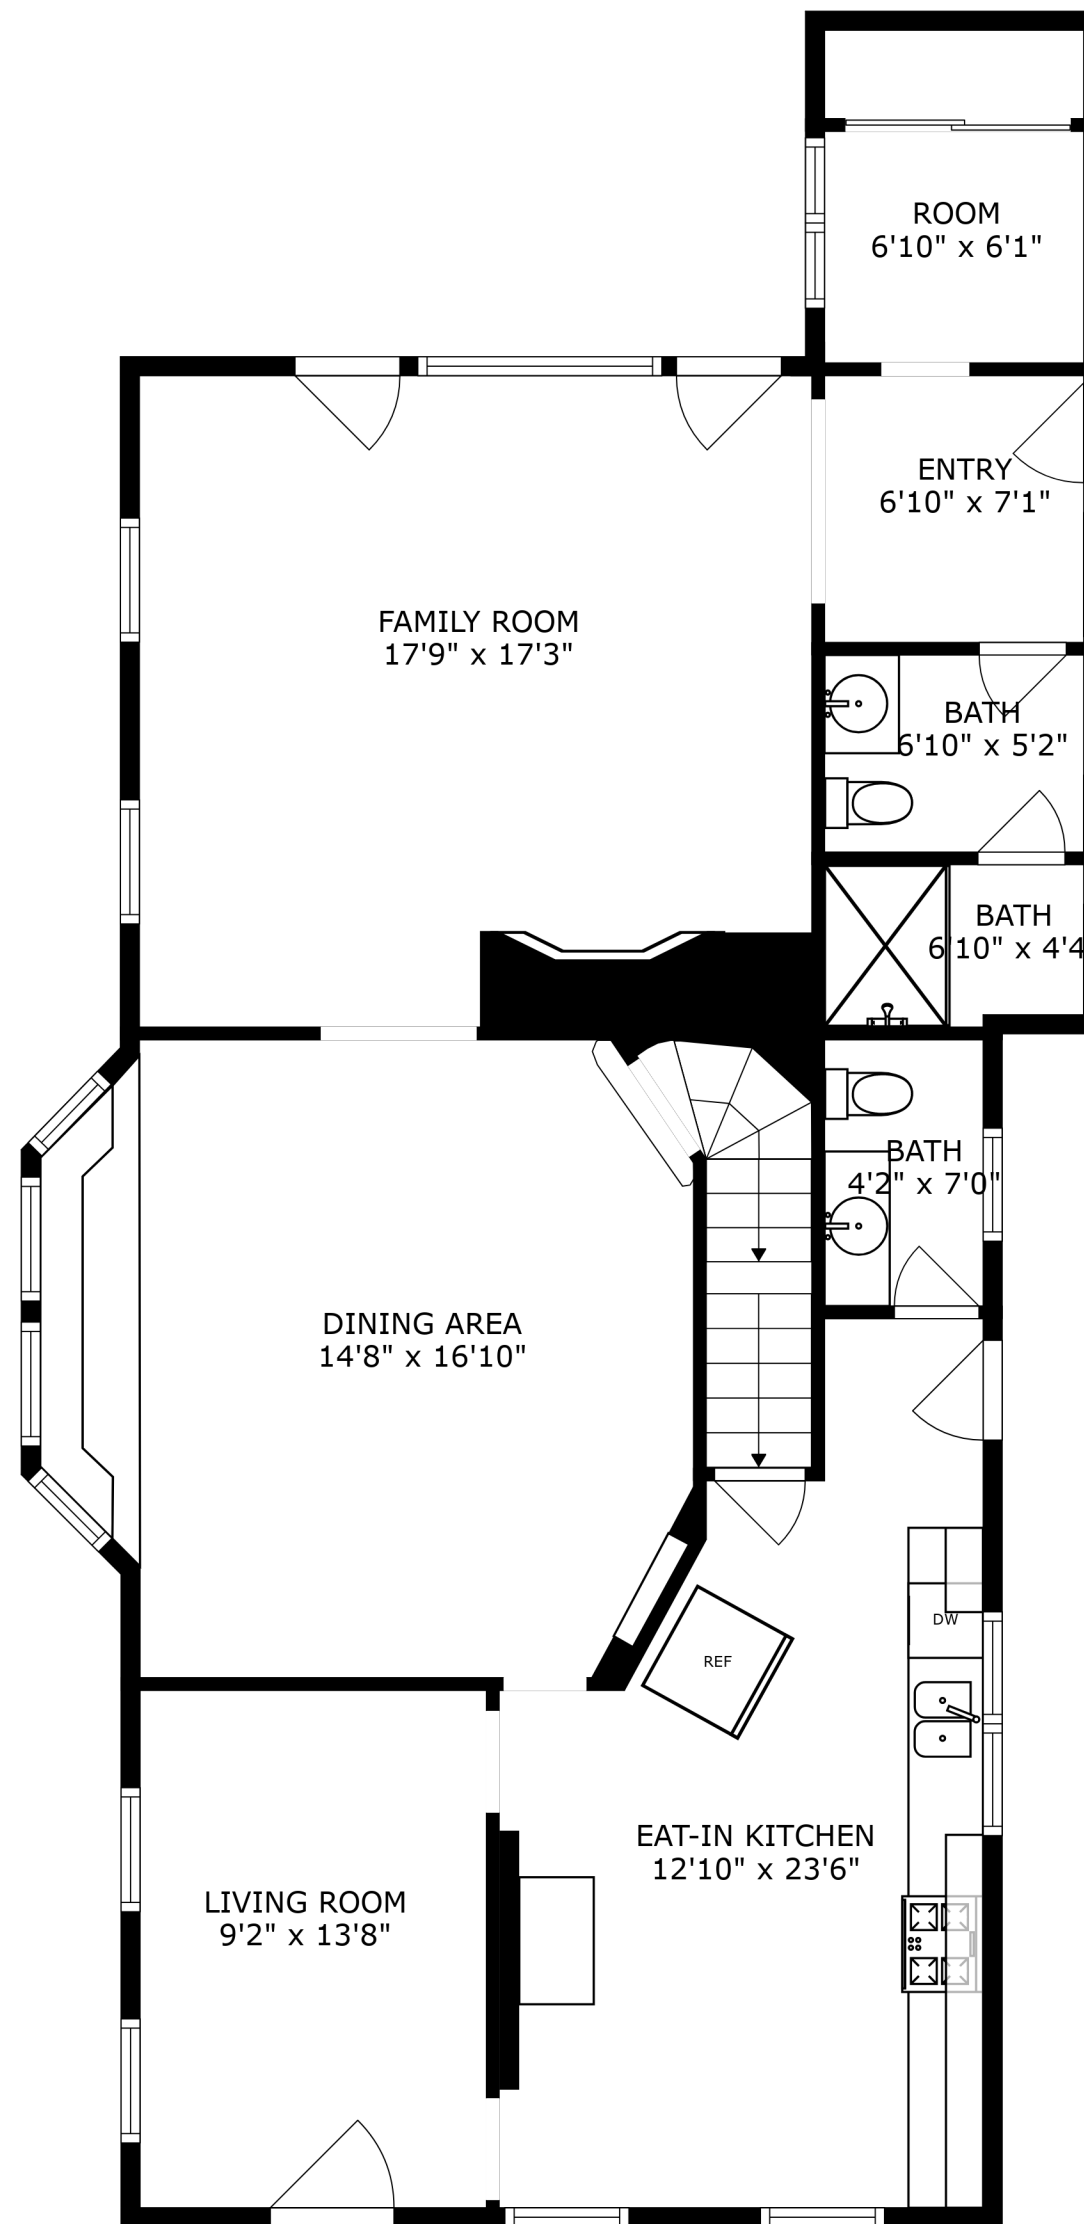 ROOM
6'10" x 6'1"
ENTRY
6'10" x 7'1"
FAMILY ROOM
17'9" x 17'3"
BATH
6'10" x 5'2"
BATH
6'10" x 4'4
BATH
4'2" x 7'0"
DINING AREA
14'8" x 16'10"
DW
REF
EAT-IN KITCHEN
12'10" x 23'6"
LIVING ROOM
9'2" x 13'8"